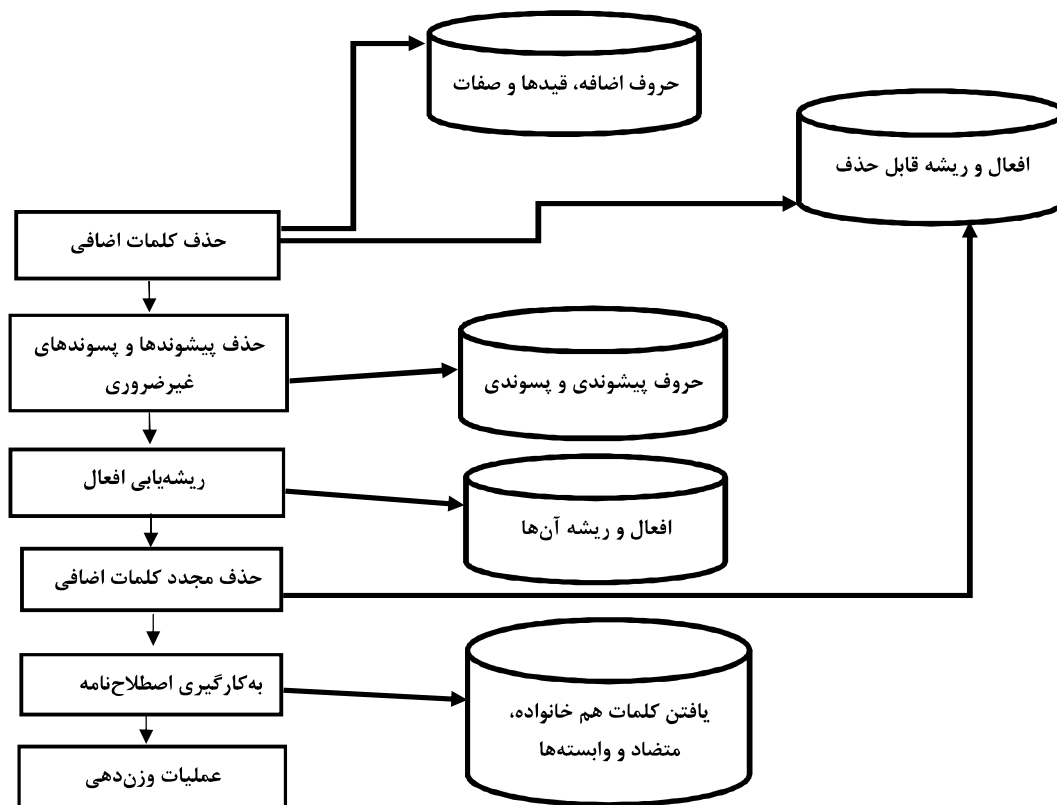 حروف اضافه، قیدها و صفات
افعال و ریشه قابل حذف
حذف کلمات اضافی
حذف پیشوندها و پسوندهای
غیرضروری
حروف پیشوندی و پسوندی
ریشه‌یابی افعال
افعال و ریشه آن‌ها
حذف مجدد کلمات اضافی
به‌کارگیری اصطلاح‌نامه
یافتن کلمات هم خانواده،
متضاد و وابسته‌ها
عملیات وزن‌دهی